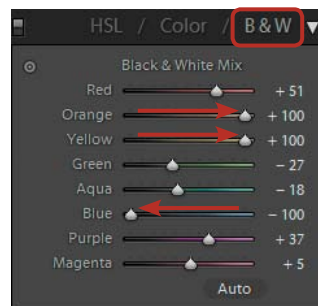 HSL / Color / B&W
Black & White Mix
Red + 51
Orange + 100
Yellow + 100
Green – 27
Aqua – 18
Blue – 100
Purple + 37
Magenta + 5
Auto